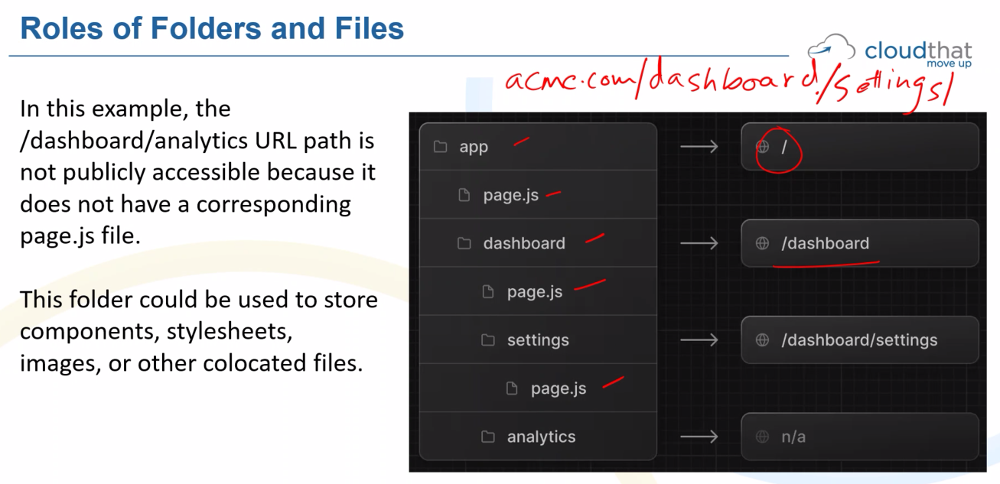 Roles of Folders and Files
cloudthat
move up
acmc.com/dashboard/settings/
In this example, the
/dashboard/analytics URL path is
not publicly accessible because it
does not have a corresponding
page.js file.
This folder could be used to store
components, stylesheets,
images, or other colocated files.
app
/
page.js
dashboard
/dashboard
page.js
settings
/dashboard/settings
page.js
analytics
n/a